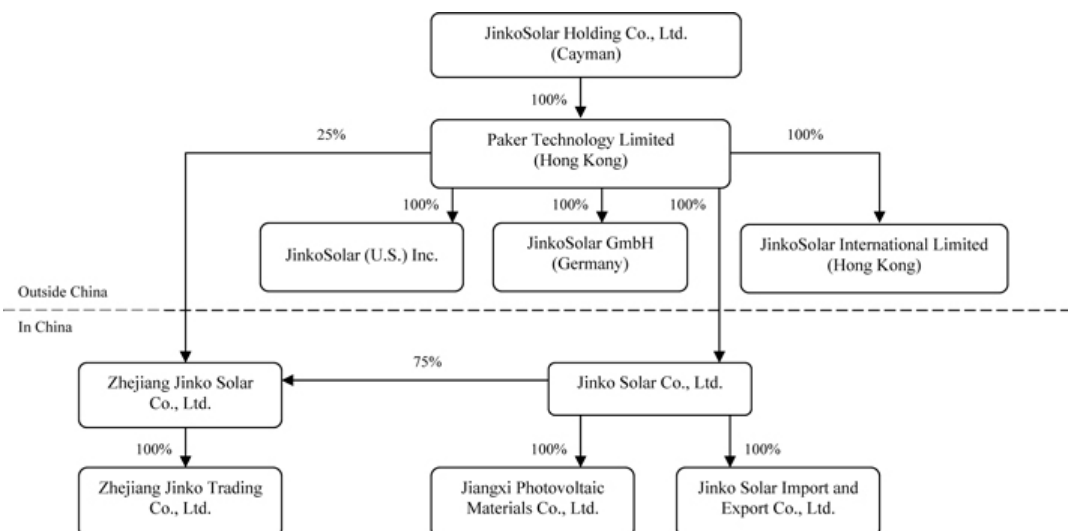 JinkoSolar Holding Co., Ltd.
(Cayman)
100%
25%
Paker Technology Limited
(Hong Kong)
100%
100%
100%
100%
JinkoSolar (U.S.) Inc.
JinkoSolar GmbH
(Germany)
JinkoSolar International Limited
(Hong Kong)
Outside China
In China
Zhejiang Jinko Solar
Co., Ltd.
75%
Jinko Solar Co., Ltd.
100%
100%
100%
Zhejiang Jinko Trading
Co., Ltd.
Jiangxi Photovoltaic
Materials Co., Ltd.
Jinko Solar Import and
Export Co., Ltd.